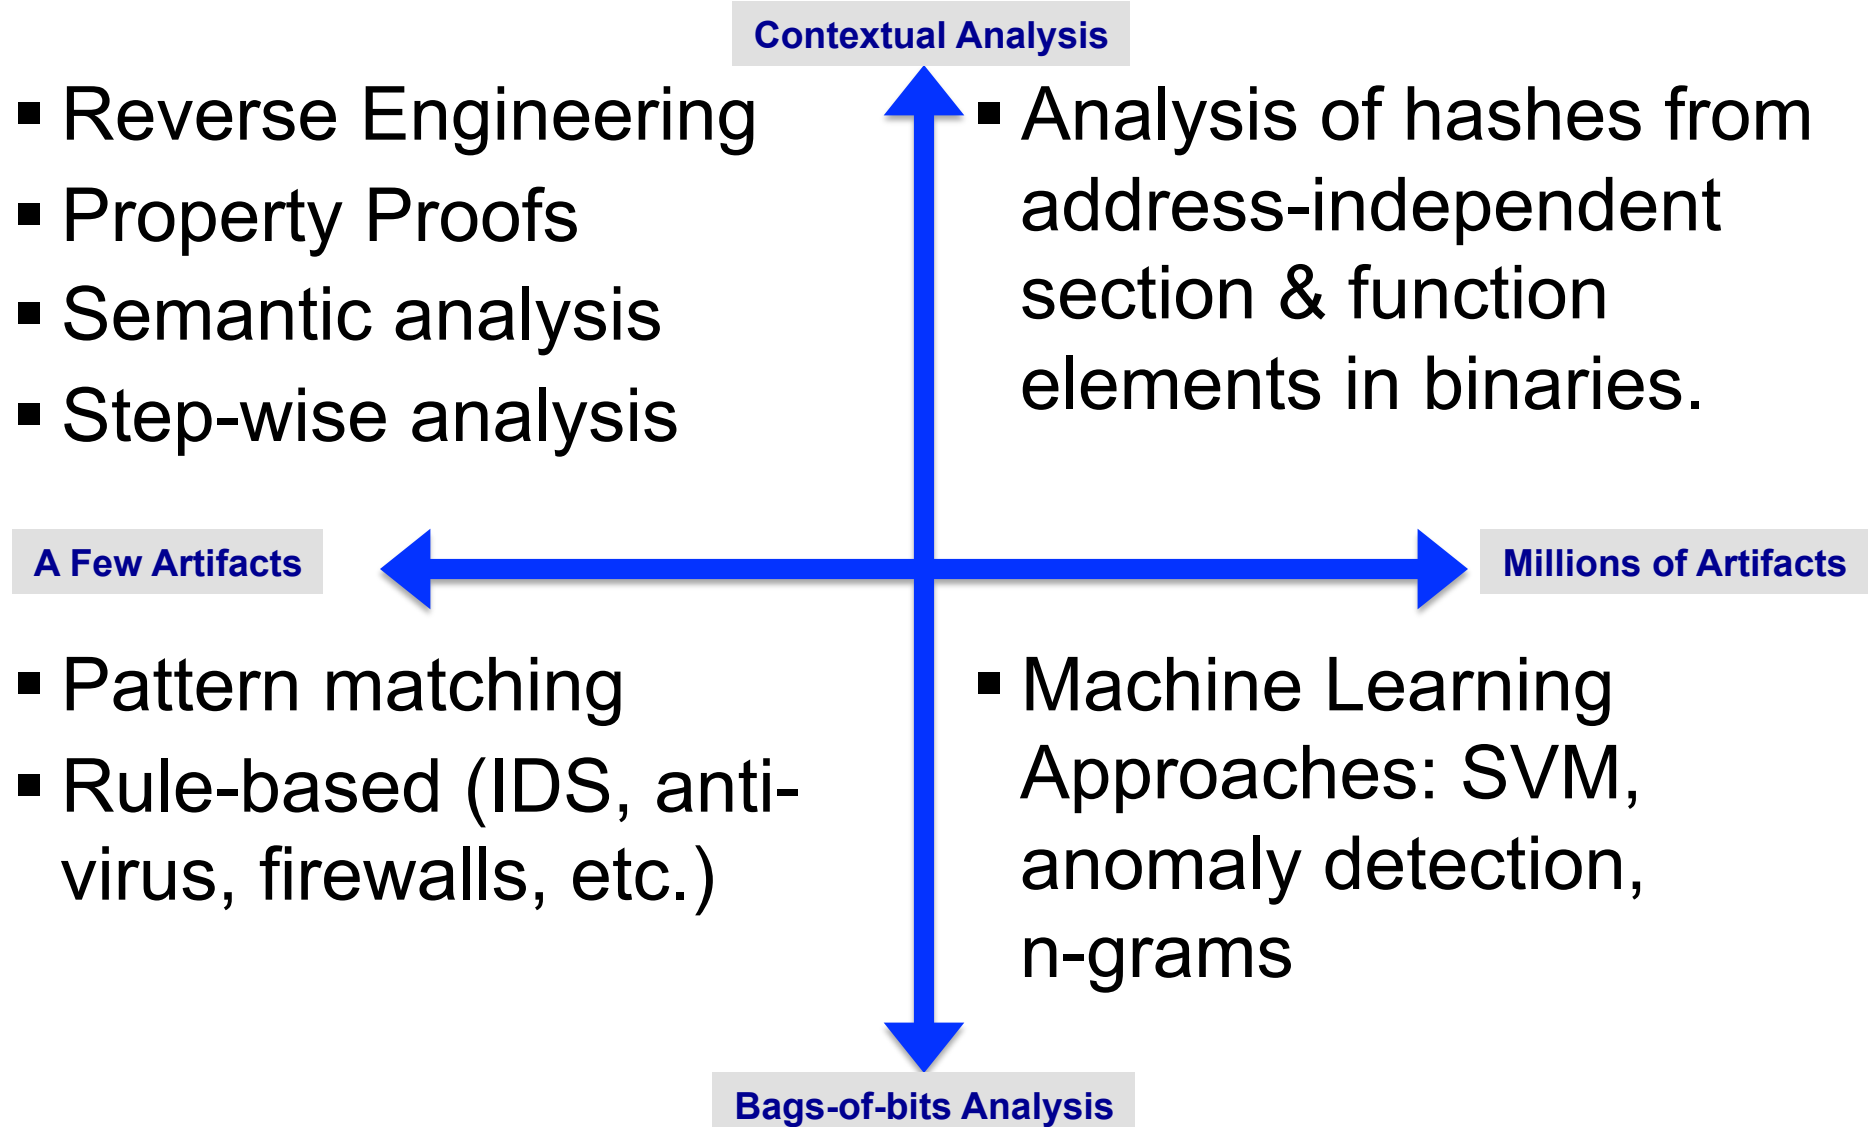 Contextual Analysis
▪ Reverse Engineering
▪ Property Proofs
▪ Semantic analysis
▪ Step-wise analysis
▪ Analysis of hashes from
address-independent
section & function
elements in binaries.
A Few Artifacts
Millions of Artifacts
▪ Pattern matching
▪ Rule-based (IDS, anti-
virus, firewalls, etc.)
▪ Machine Learning
Approaches: SVM,
anomaly detection,
n-grams
Bags-of-bits Analysis